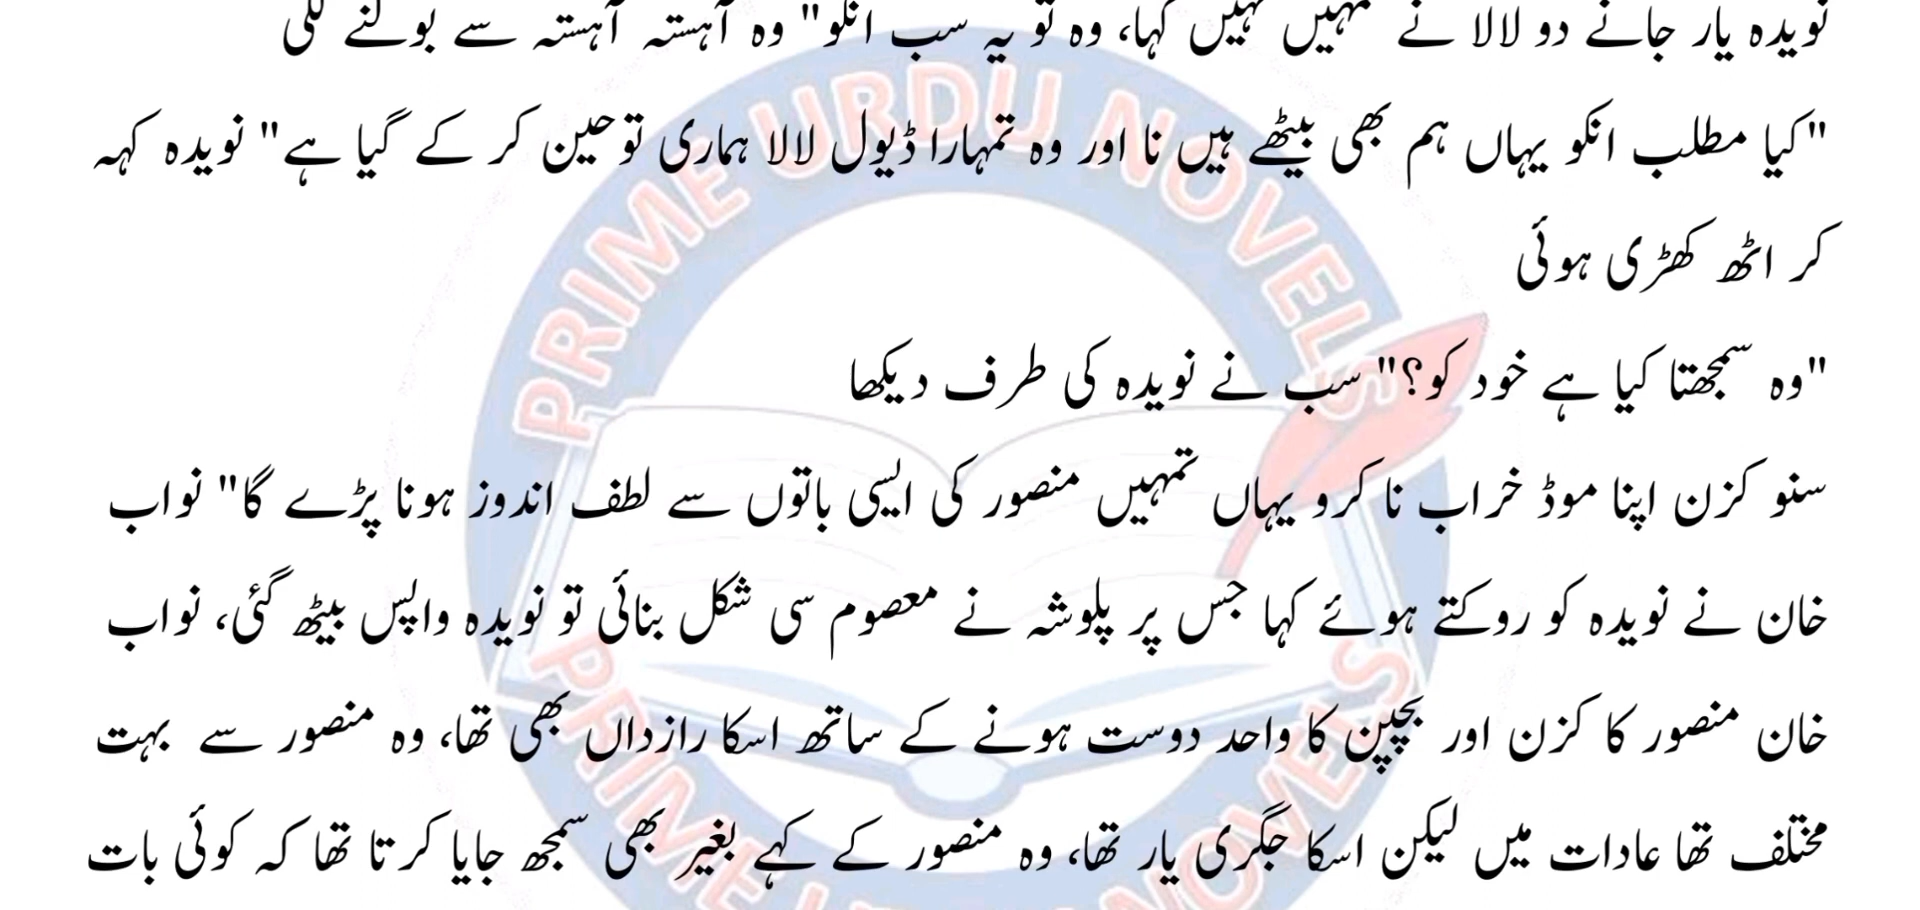 نویدہ یار جانے دو لالا نے تمہیں نہیں کہا، وہ تو یہ سب انکو" وہ آہستہ آہستہ سے بولنے لگی
"کیا مطلب انکو یہاں ہم بھی بیٹھے ہیں نا اور وہ تمہارا ڈیول لالا ہماری توحین کر کے گیا ہے" نویدہ کہہ
کر اٹھ کھڑی ہوئی
"وہ سمجھتا کیا ہے خود کو؟" سب نے نویدہ کی طرف دیکھا
سنو کزن اپنا موڈ خراب نا کرو یہاں تمہیں منصور کی ایسی باتوں سے لطف اندوز ہونا پڑے گا" نواب
خان نے نویدہ کو روکتے ہوئے کہا جس پر پلوشہ نے معصوم سی شکل بنائی تو نویدہ واپس بیٹھ گئی، نواب
خان منصور کا کزن اور بچپن کا واحد دوست ہونے کے ساتھ اسکا رازداں بھی تھا، وہ منصور سے بہت
مختلف تھا عادات میں لیکن اسکا جگری یار تھا، وہ منصور کے کہے بغیر بھی سمجھ جایا کرتا تھا کہ کوئی بات
PRIME URDU NOVELS
PRIME URDU NOVELS